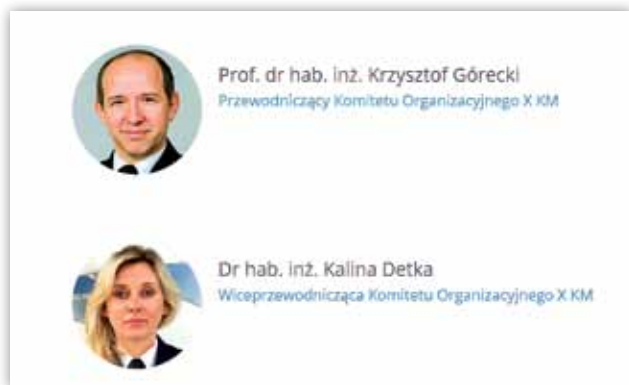 Prof. dr hab. inż. Krzysztof Górecki
Przewodniczący Komitetu Organizacyjnego X KM
Dr hab. inż. Kalina Detka
Wiceprzewodnicząca Komitetu Organizacyjnego X KM